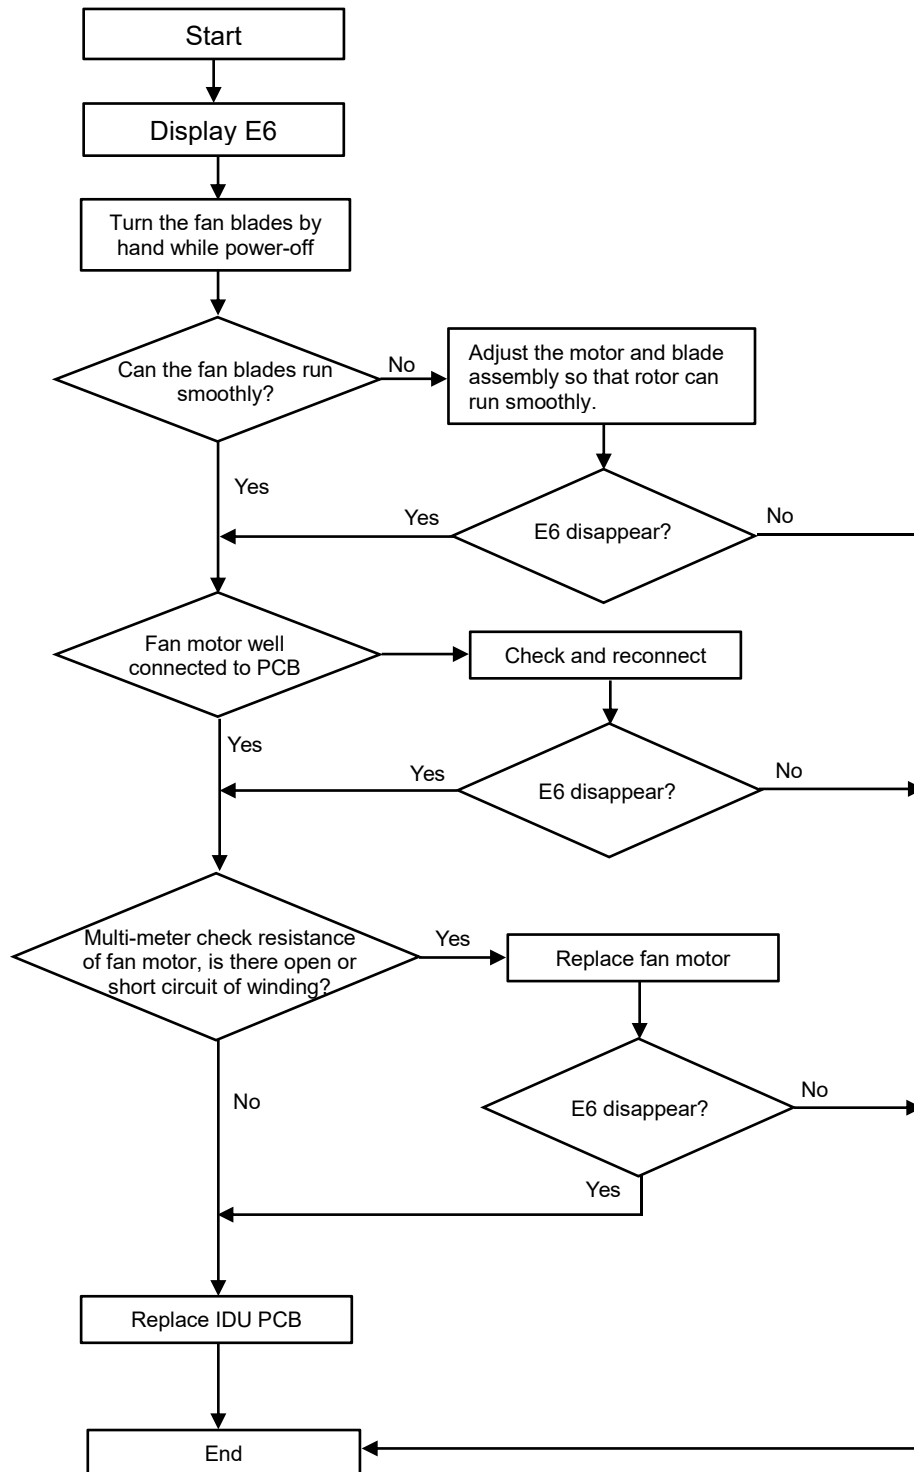 Start
Display E6
Turn the fan blades by
hand while power-off
Can the fan blades run
smoothly?
No
Adjust the motor and blade
assembly so that rotor can
run smoothly.
Yes
Yes
E6 disappear?
No
Fan motor well
connected to PCB
Check and reconnect
Yes
Yes
E6 disappear?
No
Multi-meter check resistance
of fan motor, is there open or
short circuit of winding?
Yes
Replace fan motor
No
E6 disappear?
No
Yes
Replace IDU PCB
End